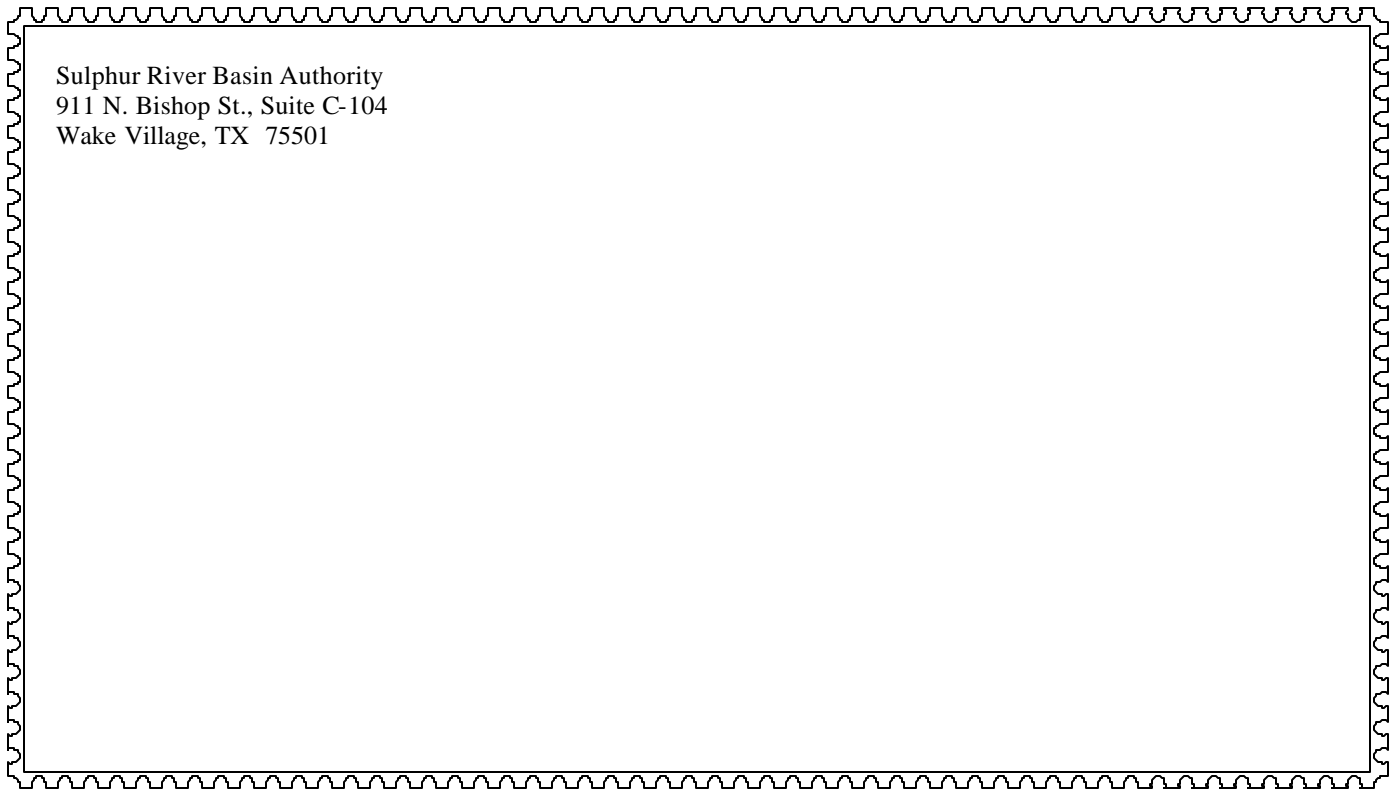 Sulphur River Basin Authority
911 N. Bishop St., Suite C-104
Wake Village, TX  75501